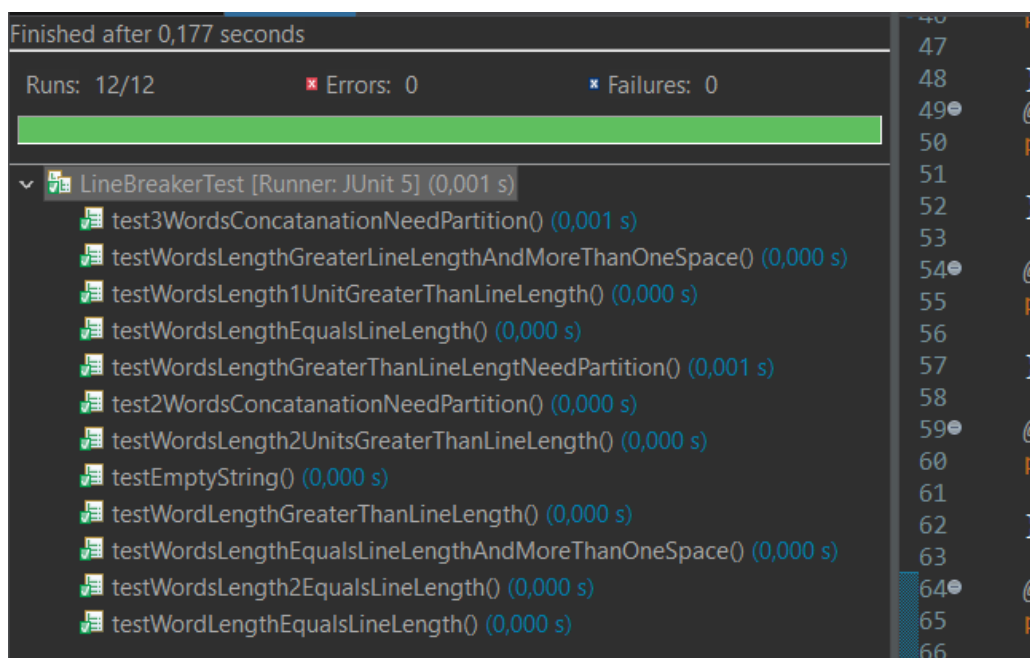 Finished after 0,177 seconds
Runs: 12/12 Errors: 0 Failures: 0
LineBreakerTest [Runner: JUnit 5] (0,001 s)
test3WordsConcatanationNeedPartition() (0,001 s)
testWordsLengthGreaterLineLengthAndMoreThanOneSpace() (0,000 s)
testWordsLength1UnitGreaterThanLineLength() (0,000 s)
testWordsLengthEqualsLineLength() (0,000 s)
testWordsLengthGreaterThanLineLengtNeedPartition() (0,001 s)
test2WordsConcatanationNeedPartition() (0,000 s)
testWordsLength2UnitsGreaterThanLineLength() (0,000 s)
testEmptyString() (0,000 s)
testWordLengthGreaterThanLineLength() (0,000 s)
testWordsLengthEqualsLineLengthAndMoreThanOneSpace() (0,000 s)
testWordsLength2EqualsLineLength() (0,000 s)
testWordLengthEqualsLineLength() (0,000 s)
46
47
48
49
50
51
52
53
54
55
56
57
58
59
60
61
62
63
64
65
66